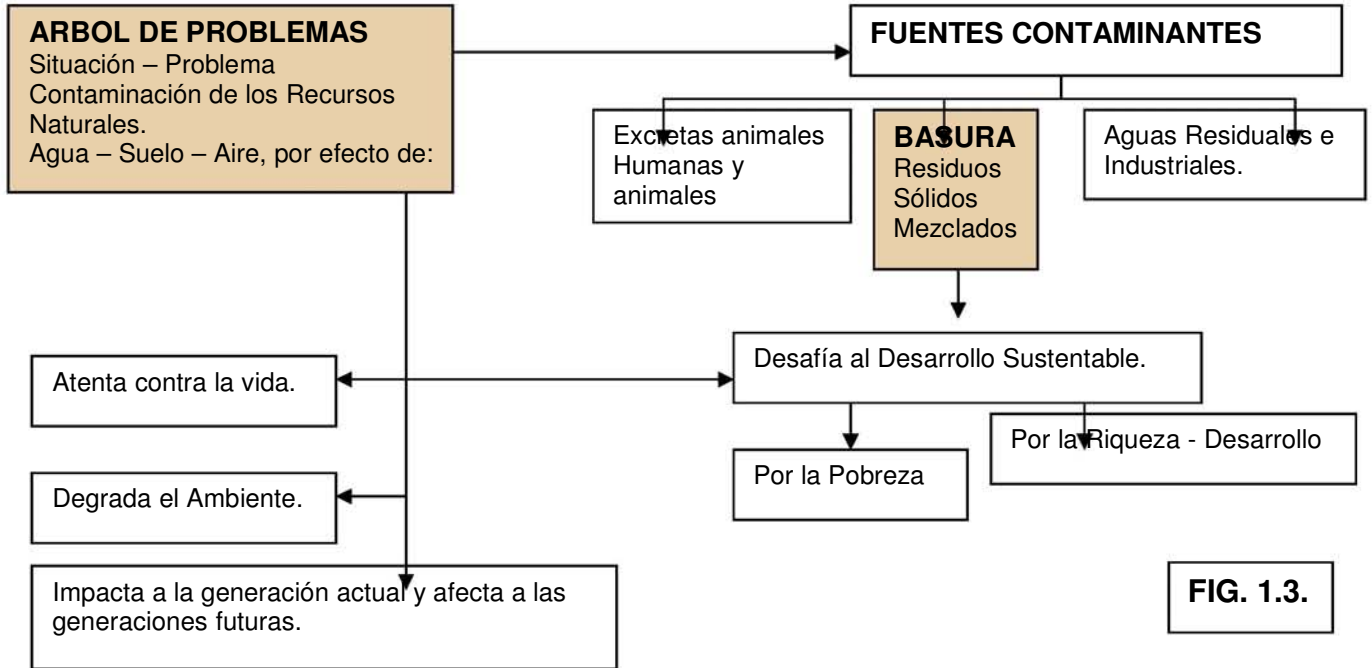 ARBOL DE PROBLEMAS
Situación – Problema
Contaminación de los Recursos
Naturales.
Agua – Suelo – Aire, por efecto de:
FUENTES CONTAMINANTES
Excretas animales
Humanas y
animales
BASURA
Residuos
Sólidos
Mezclados
Aguas Residuales e
Industriales.
Atenta contra la vida.
Desafía al Desarrollo Sustentable.
Degrada el Ambiente.
Por la Pobreza
Por la Riqueza - Desarrollo
Impacta a la generación actual y afecta a las
generaciones futuras.
FIG. 1.3.